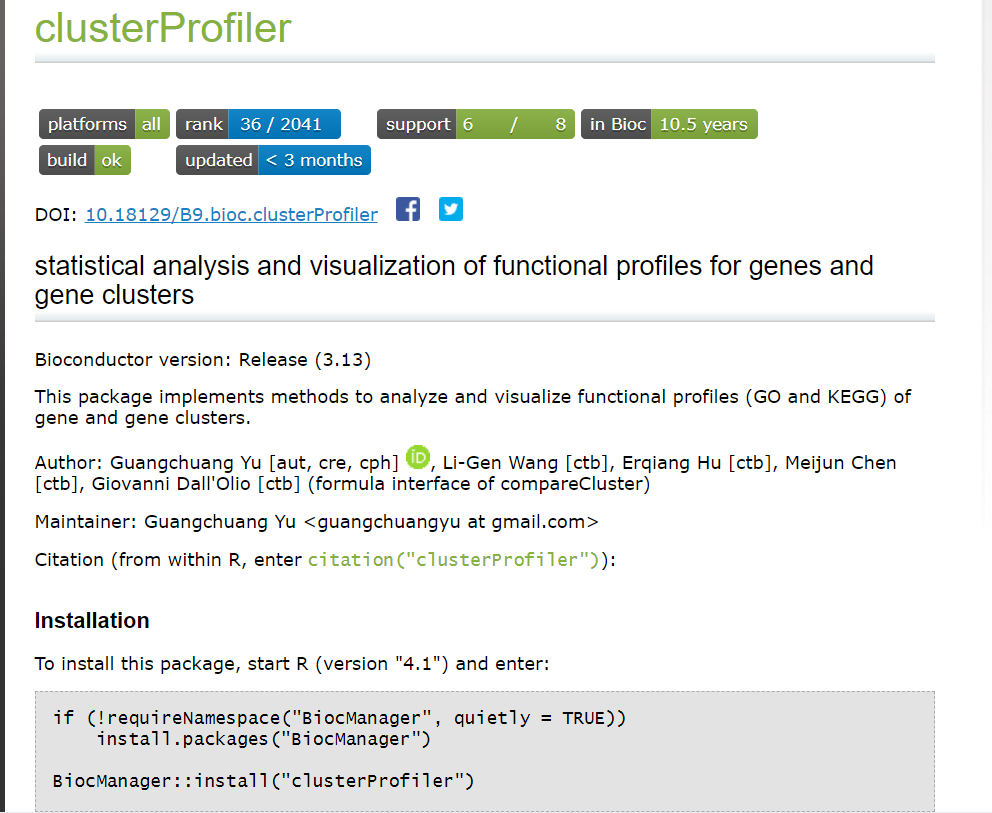 clusterProfiler
platforms all rank 36 / 2041 support 6 / 8 in Bioc 10.5 years
build ok updated < 3 months
DOI: 10.18129/B9.bioc.clusterProfiler
statistical analysis and visualization of functional profiles for genes and
gene clusters
Bioconductor version: Release (3.13)
This package implements methods to analyze and visualize functional profiles (GO and KEGG) of
gene and gene clusters.
Author: Guangchuang Yu [aut, cre, cph] iD, Li-Gen Wang [ctb], Erqiang Hu [ctb], Meijun Chen
[ctb], Giovanni Dall'Olio [ctb] (formula interface of compareCluster)
Maintainer: Guangchuang Yu <guangchuangyu at gmail.com>
Citation (from within R, enter citation("clusterProfiler")):
Installation
To install this package, start R (version "4.1") and enter:
if (!requireNamespace("BiocManager", quietly = TRUE))
    install.packages("BiocManager")
BiocManager::install("clusterProfiler")